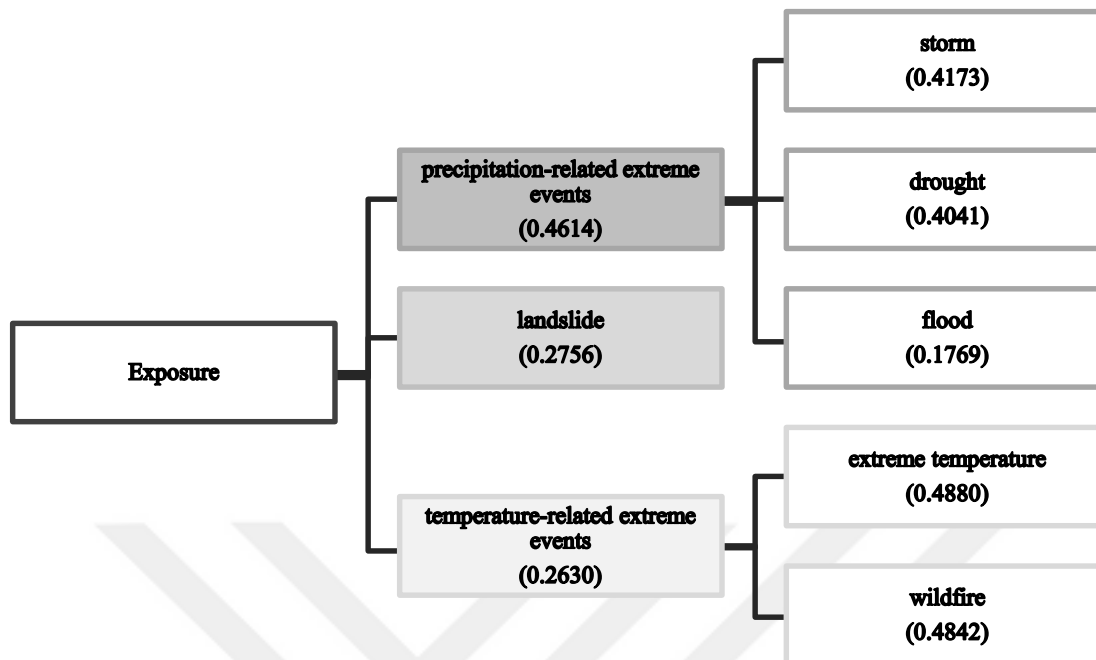 Exposure
precipitation-related extreme
events
(0.4614)
landslide
(0.2756)
temperature-related extreme
events
(0.2630)
storm
(0.4173)
drought
(0.4041)
flood
(0.1769)
extreme temperature
(0.4880)
wildfire
(0.4842)